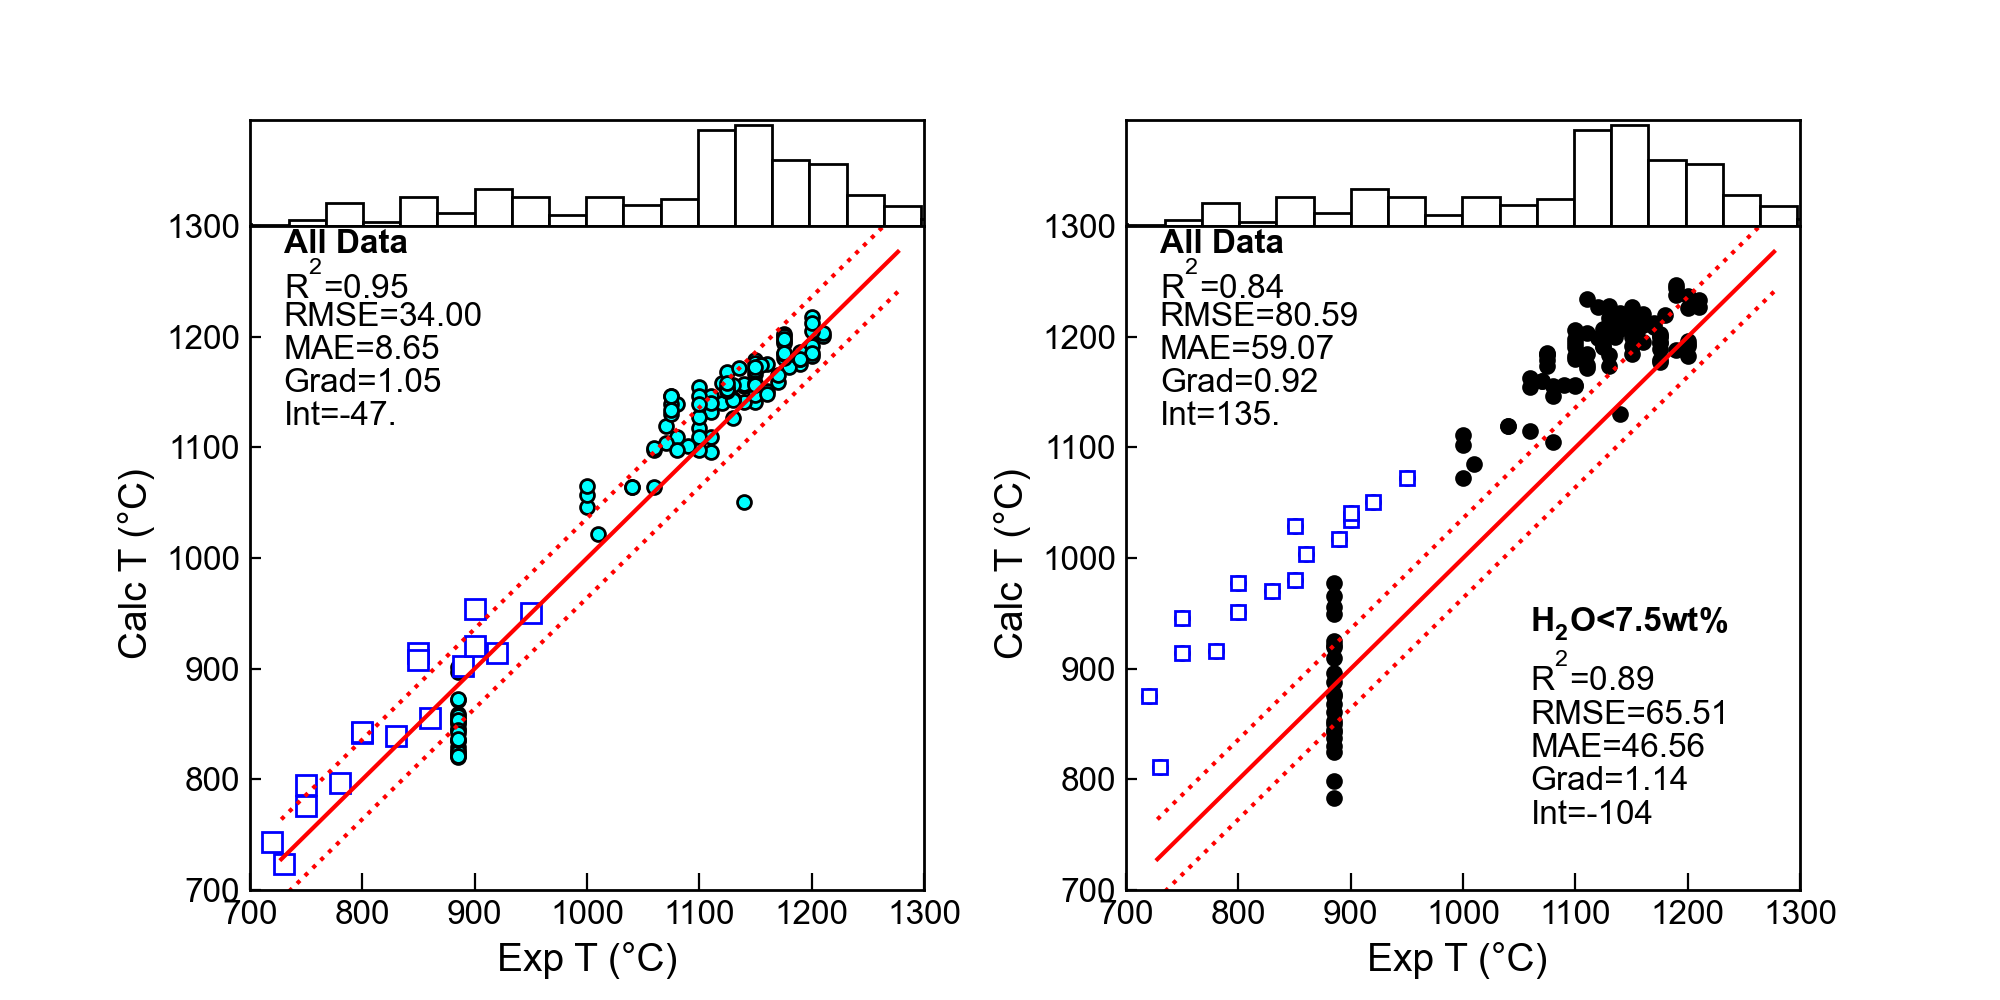 All Data
R²=0.95
RMSE=34.00
MAE=8.65
Grad=1.05
Int=-47.
1300
1200
1100
1000
900
800
700
Calc T (°C)
700 800 900 1000 1100 1200 1300
Exp T (°C)
All Data
R²=0.84
RMSE=80.59
MAE=59.07
Grad=0.92
Int=135.
H₂O<7.5wt%
R²=0.89
RMSE=65.51
MAE=46.56
Grad=1.14
Int=-104
1300
1200
1100
1000
900
800
700
Calc T (°C)
700 800 900 1000 1100 1200 1300
Exp T (°C)